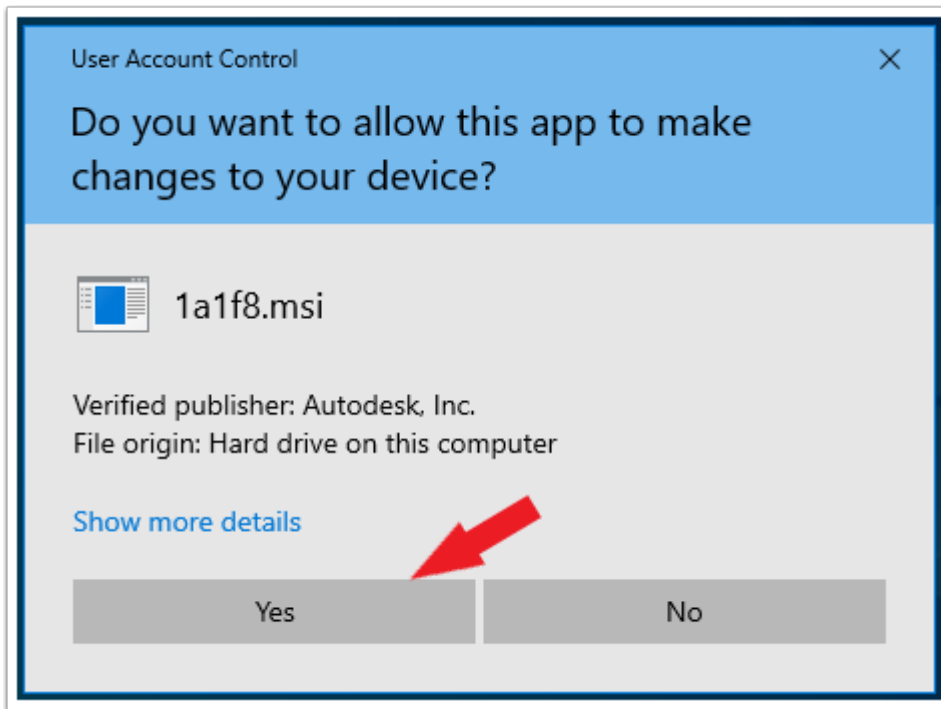 User Account Control
Do you want to allow this app to make
changes to your device?
1a1f8.msi
Verified publisher: Autodesk, Inc.
File origin: Hard drive on this computer
Show more details
Yes
No